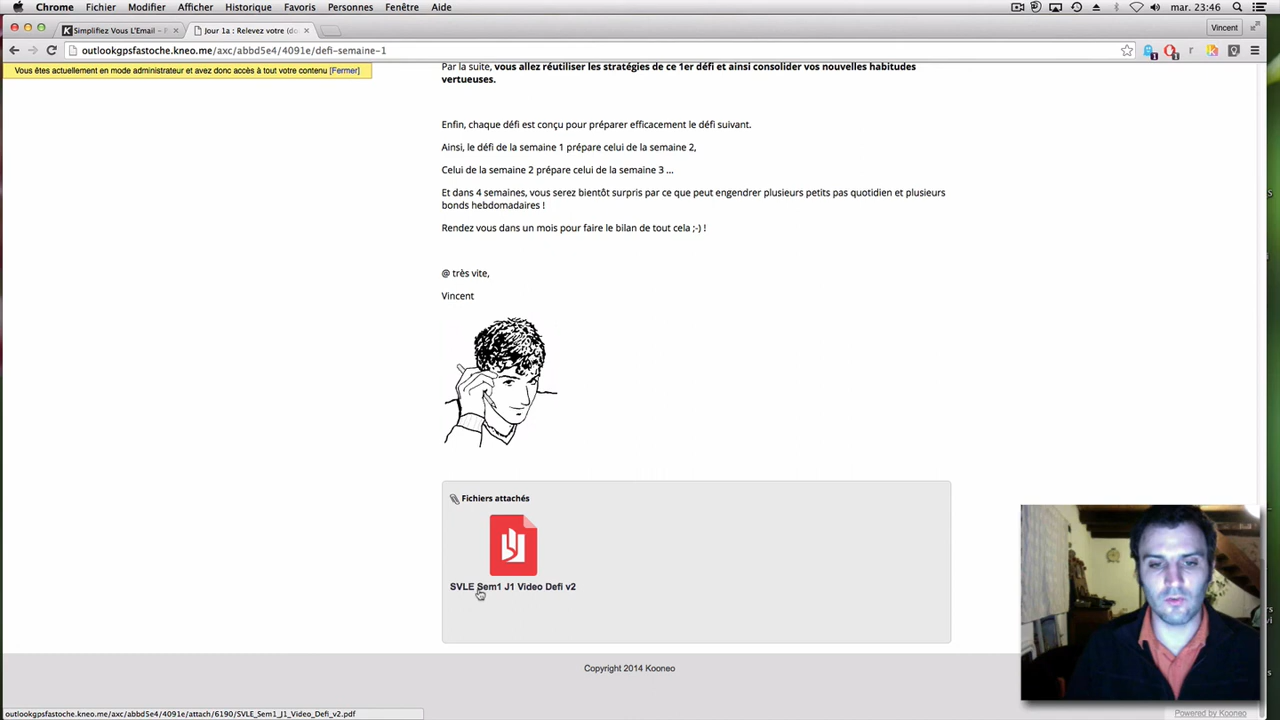 Chrome Fichier Modifier Afficher Historique Favoris Personnes Fenêtre Aide mar. 23:46
Simplifiez Vous L'Email – Jour 1a : Relevez votre (do Vincent
outlookgpsfastoche.kneo.me/axc/abbd5e4/4091e/defi-semaine-1
Vous êtes actuellement en mode administrateur et avez donc accès à tout votre contenu [Fermer]
Par la suite, vous allez réutiliser les stratégies de ce 1er défi et ainsi consolider vos nouvelles habitudes
vertueuses.
Enfin, chaque défi est conçu pour préparer efficacement le défi suivant.
Ainsi, le défi de la semaine 1 prépare celui de la semaine 2,
Celui de la semaine 2 prépare celui de la semaine 3 ...
Et dans 4 semaines, vous serez bientôt surpris par ce que peut engendrer plusieurs petits pas quotidien et plusieurs
bonds hebdomadaires !
Rendez vous dans un mois pour faire le bilan de tout cela ;-) !
@ très vite,
Vincent
Fichiers attachés
SVLE Sem1 J1 Video Defi v2
Copyright 2014 Kooneo
outlookgpsfastoche.kneo.me/axc/abbd5e4/4091e/attach/6190/SVLE_Sem1_J1_Video_Defi_v2.pdf
Powered by Kooneo